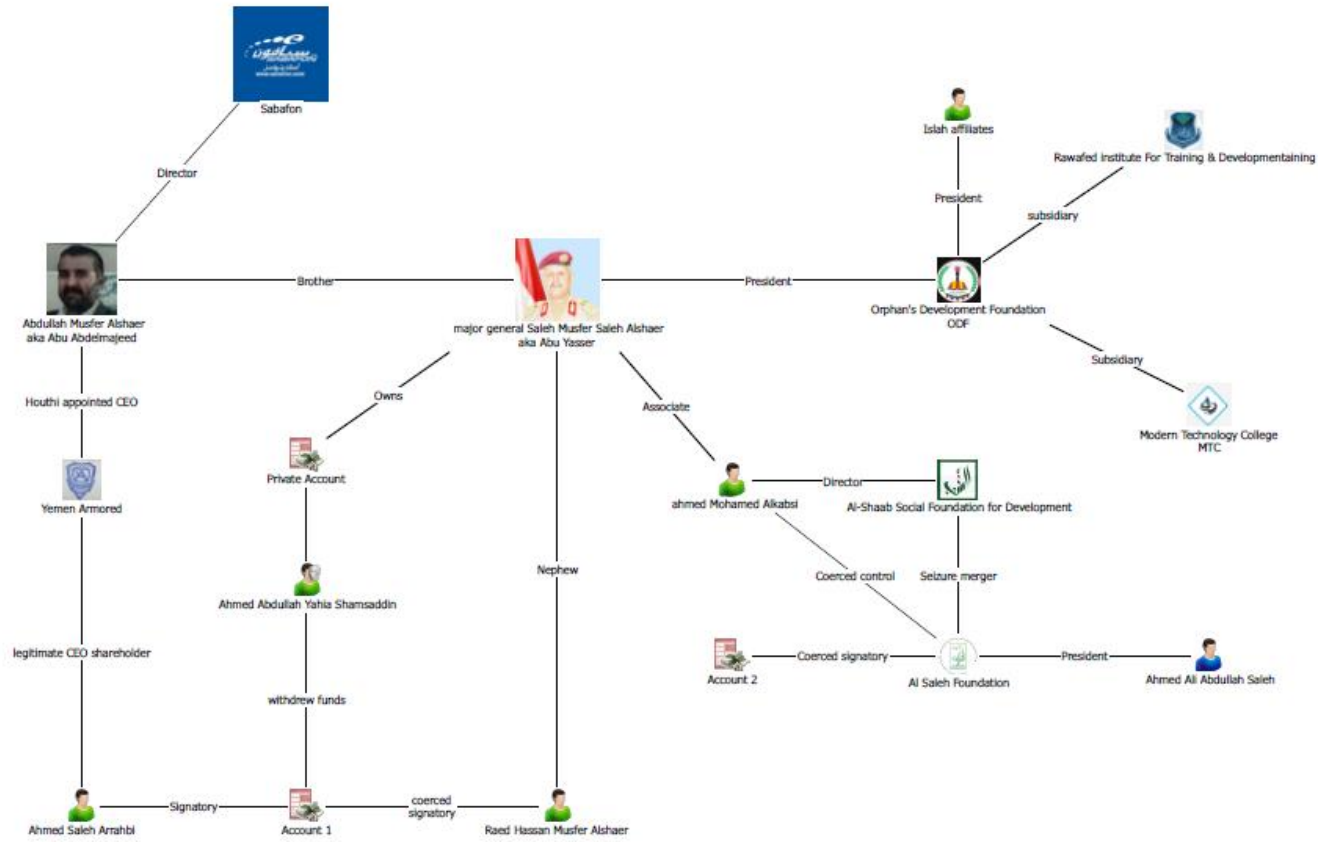 سبأفون
www.sabafon.com
Sabafon
Director
Islah affiliates
Rawafed institute For Training & Developmentaining
President
subsidiary
Brother
President
Abdullah Musfer Alshaer
aka Abu Abdelmajeed
major general Saleh Musfer Saleh Alshaer
aka Abu Yasser
Orphan's Development Foundation
ODF
Subsidiary
Houthi appointed CEO
Owns
Associate
Modern Technology College
MTC
Private Account
Yemen Armored
ahmed Mohamed Alkabsi
Director
Al-Shaab Social Foundation for Development
Nephew
Coerced control
Seizure merger
Ahmed Abdullah Yahia Shamsaddin
legitimate CEO shareholder
Coerced signatory
President
Account 2
Al Saleh Foundation
Ahmed Ali Abdullah Saleh
withdrew funds
Signatory
coerced
signatory
Ahmed Saleh Arrahbi
Account 1
Raed Hassan Musfer Alshaer